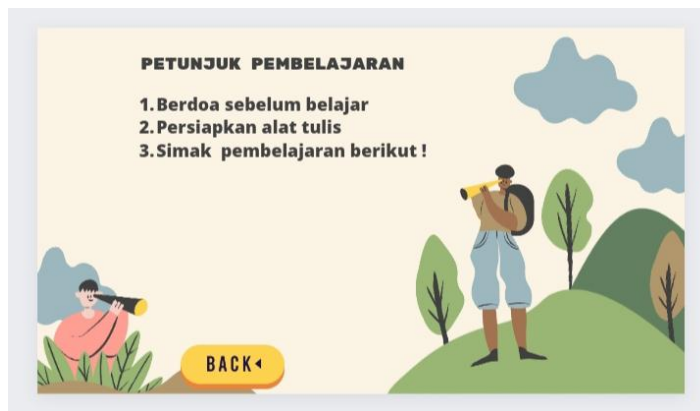 PETUNJUK PEMBELAJARAN
1.Berdoa sebelum belajar
2.Persiapkan alat tulis
3.Simak pembelajaran berikut !
BACK